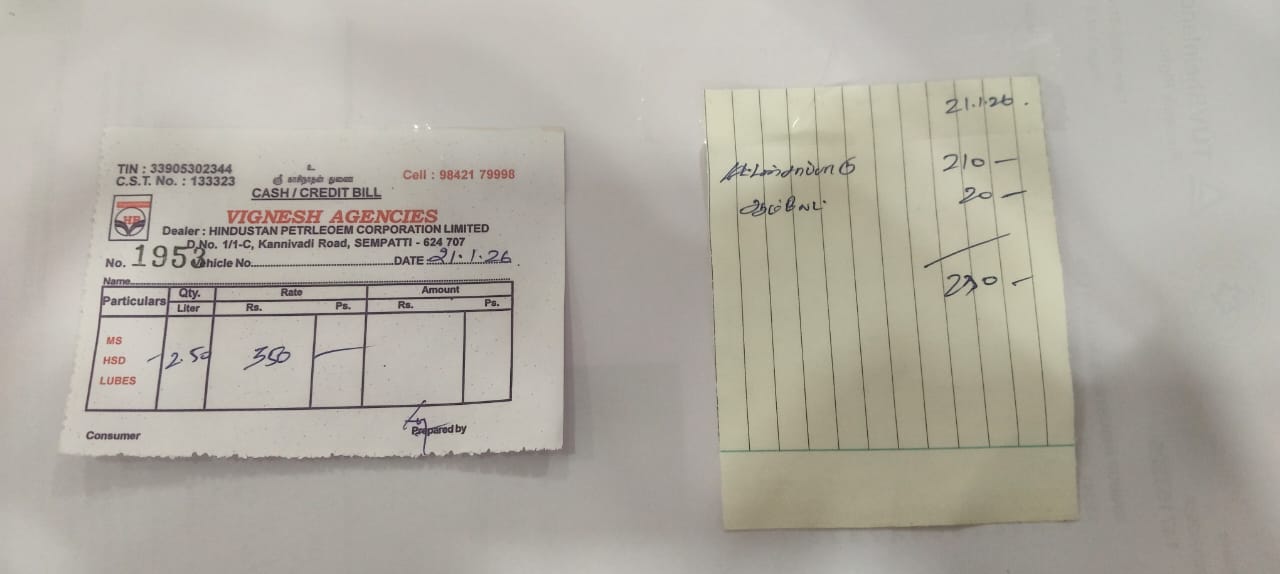 TIN : 33905302344
C.S.T. No. : 133323
உ
ஸ்ரீ காசிநாதன் துணை
CASH / CREDIT BILL
Cell : 98421 79998
HP
VIGNESH AGENCIES
Dealer : HINDUSTAN PETRLEOEM CORPORATION LIMITED
D.No. 1/1-C, Kannivadi Road, SEMPATTI - 624 707
No. 1953 Vehicle No. DATE 21.1.26
Name
Particulars Qty. Liter Rate Rs. Ps. Amount Rs. Ps.
MS
HSD - 2.50 350 -
LUBES
Consumer Prepared by
21.1.26.
210 -
ஆம்லேட் 20 -
230 -